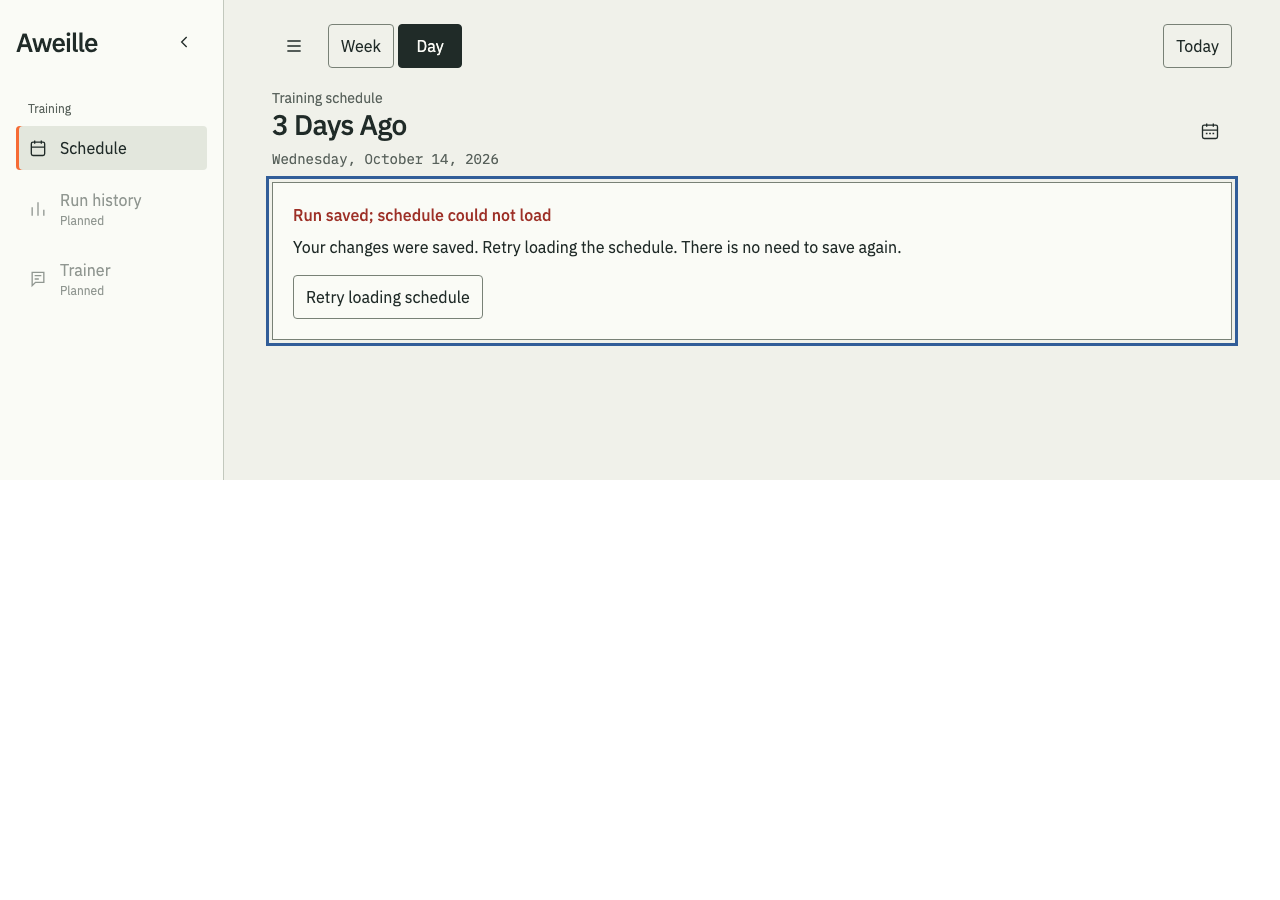 Aweille
Training
Schedule
Run history
Planned
Trainer
Planned
Week
Day
Today
Training schedule
3 Days Ago
Wednesday, October 14, 2026
Run saved; schedule could not load
Your changes were saved. Retry loading the schedule. There is no need to save again.
Retry loading schedule